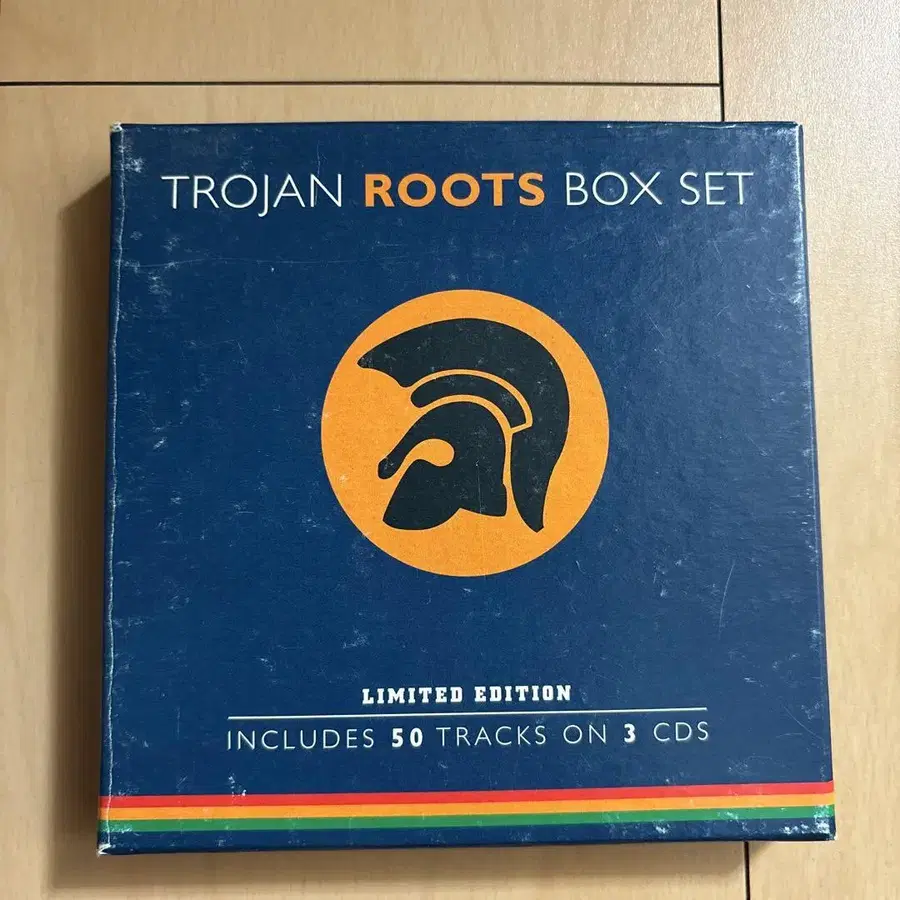 TROJAN ROOTS BOX SET
LIMITED EDITION
INCLUDES 50 TRACKS ON 3 CDS